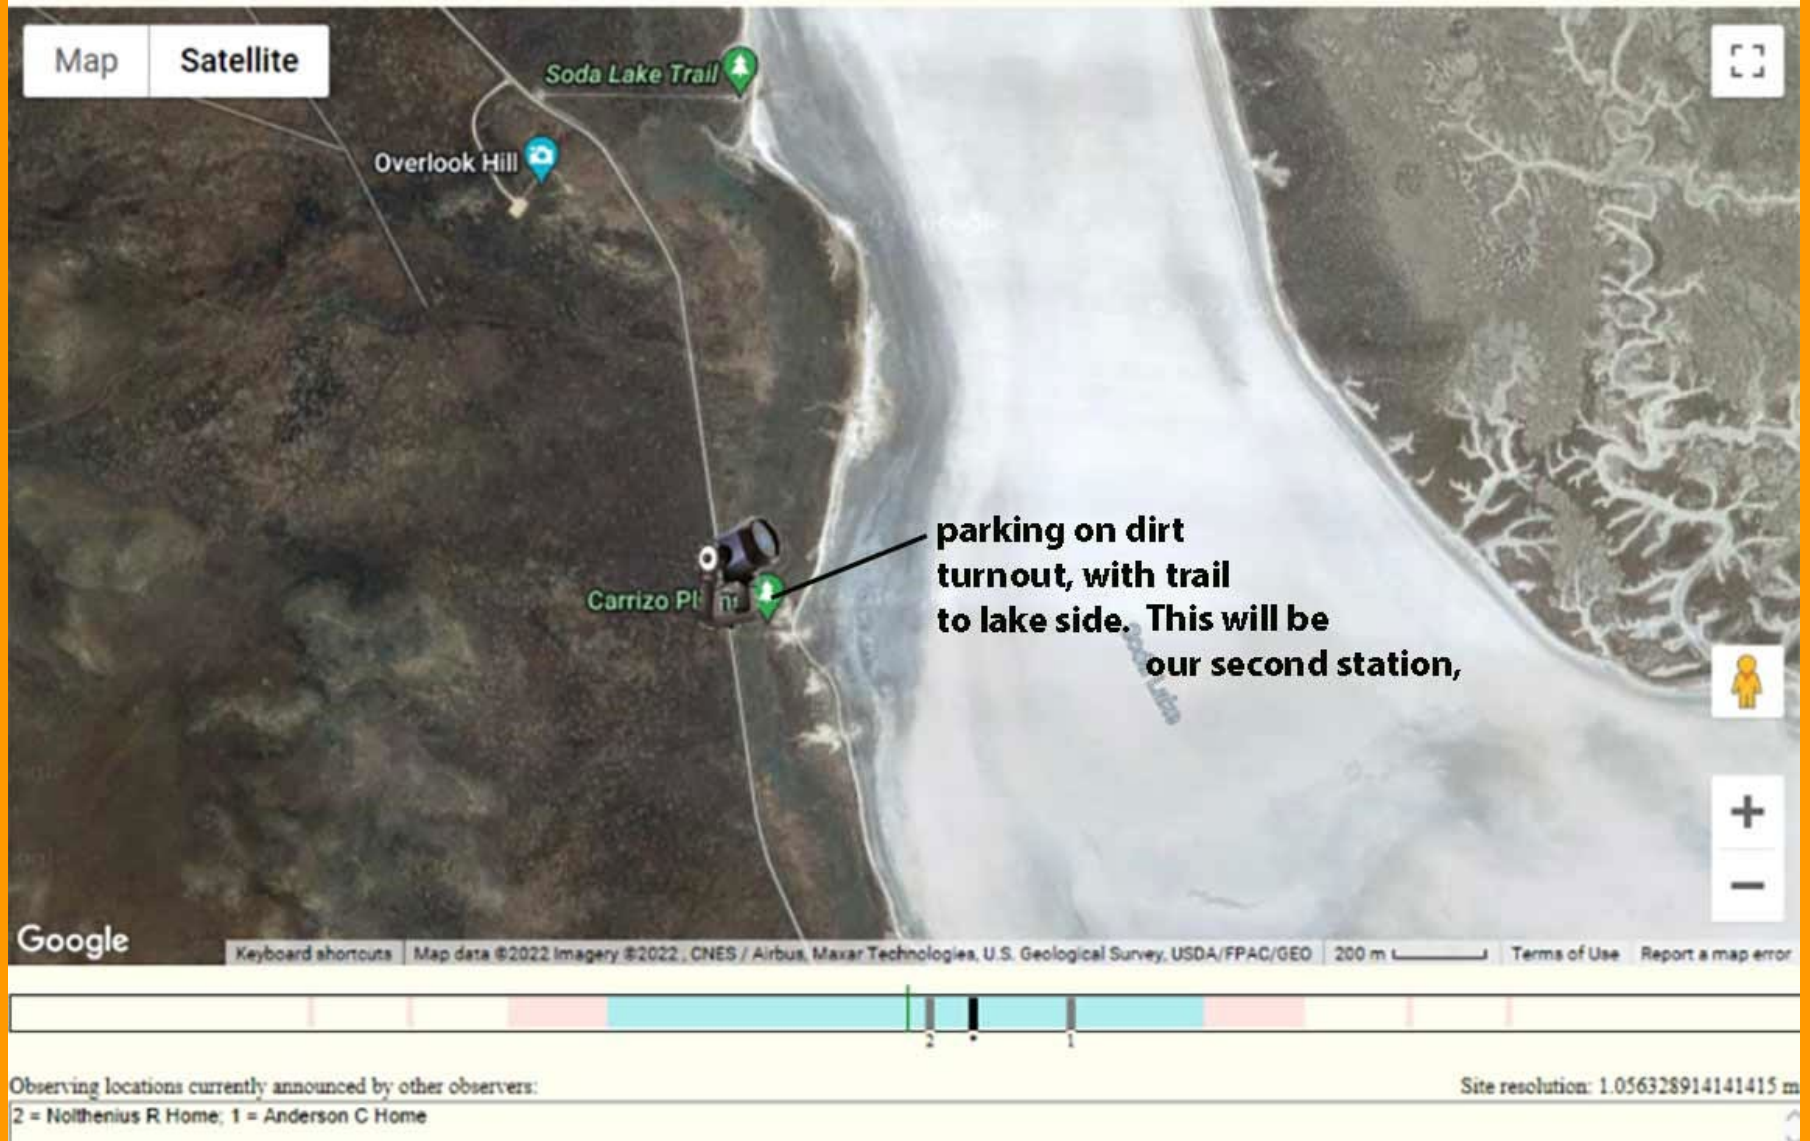 Map Satellite
Soda Lake Trail
Overlook Hill
parking on dirt
turnout, with trail
to lake side. This will be
our second station,
Carrizo Pl
Google
Keyboard shortcuts Map data ©2022 Imagery ©2022 , CNES / Airbus, Maxar Technologies, U.S. Geological Survey, USDA/FPAC/GEO 200 m Terms of Use Report a map error
2 1
Observing locations currently announced by other observers: Site resolution: 1.056328914141415 m
2 = Nolthenius R Home; 1 = Anderson C Home